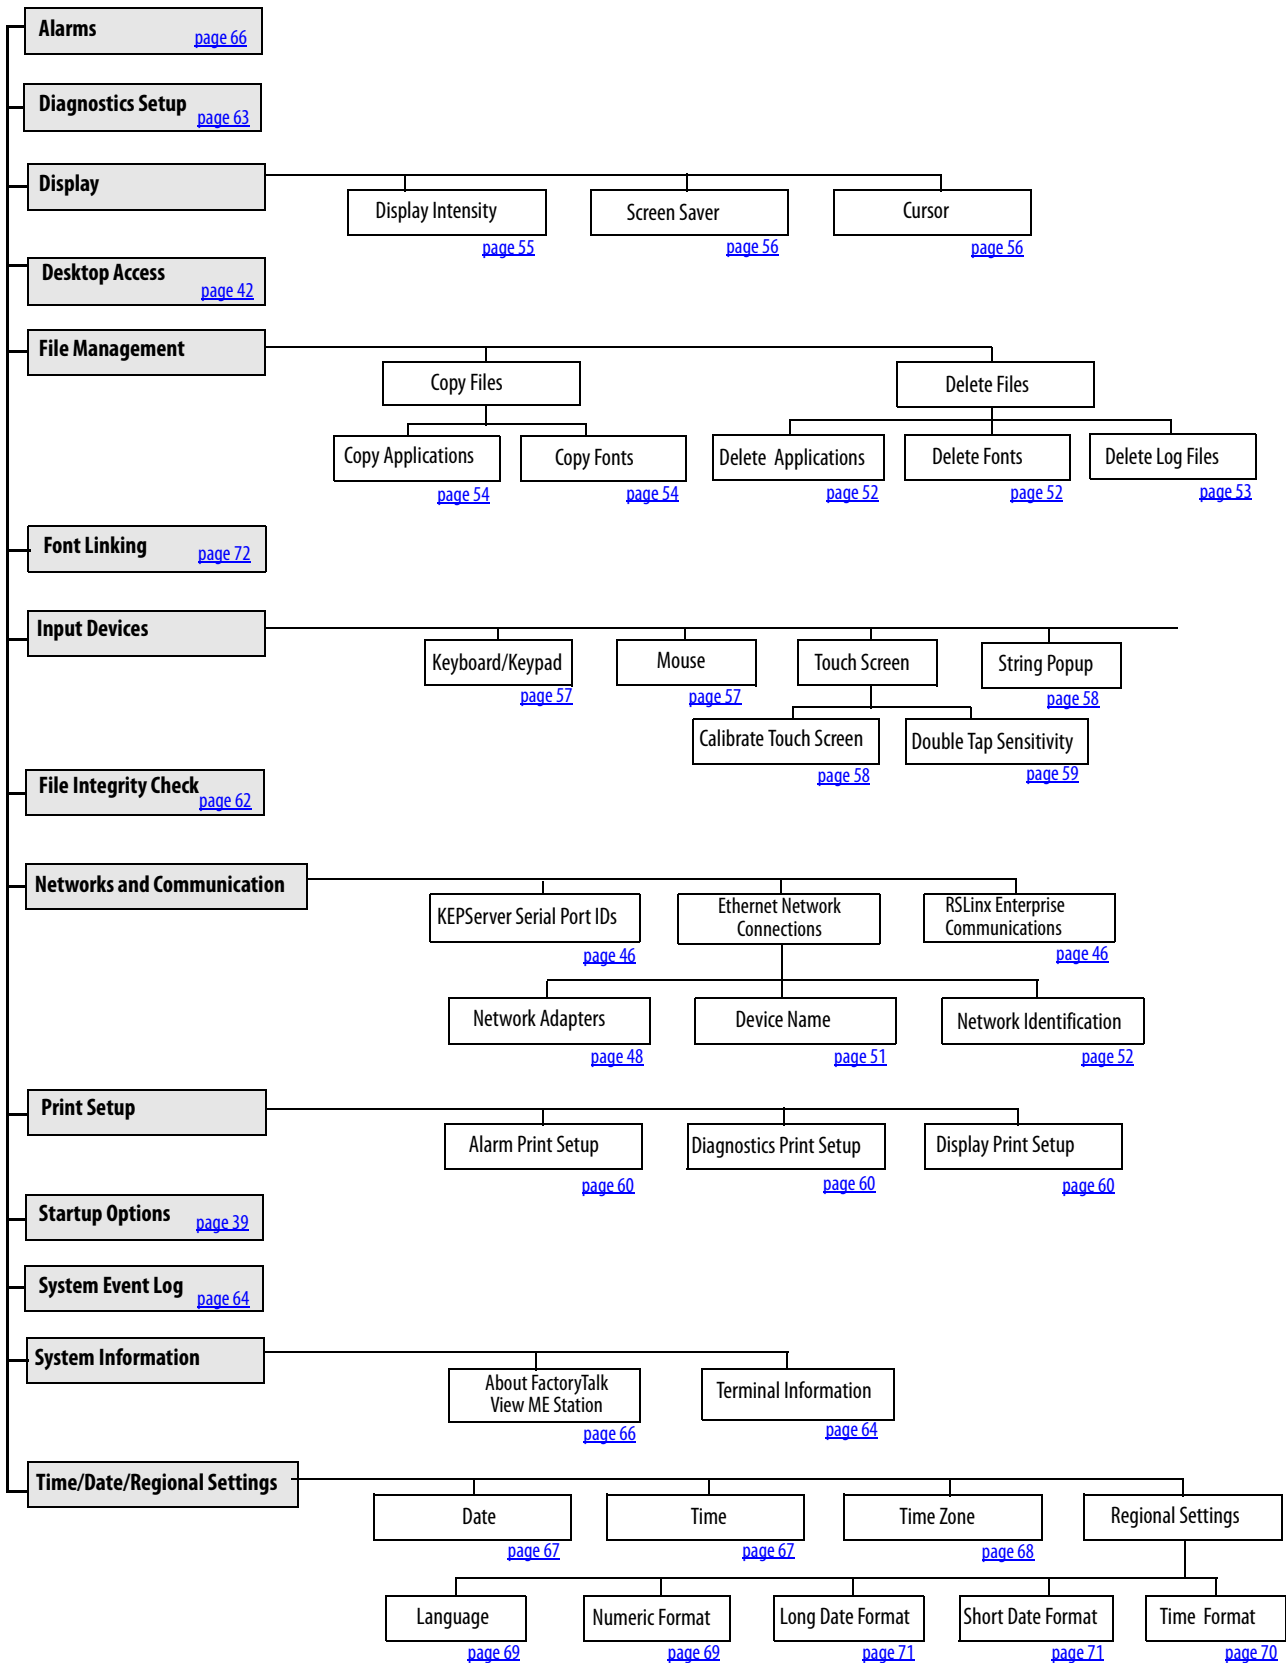 Alarms
page 66
Diagnostics Setup
page 63
Display
Display Intensity
page 55
Screen Saver
page 56
Cursor
page 56
Desktop Access
page 42
File Management
Copy Files
Delete Files
Copy Applications
page 54
Copy Fonts
page 54
Delete Applications
page 52
Delete Fonts
page 52
Delete Log Files
page 53
Font Linking
page 72
Input Devices
Keyboard/Keypad
page 57
Mouse
page 57
Touch Screen
String Popup
page 58
Calibrate Touch Screen
page 58
Double Tap Sensitivity
page 59
File Integrity Check
page 62
Networks and Communication
KEPServer Serial Port IDs
page 46
Ethernet Network
Connections
RSLinx Enterprise
Communications
page 46
Network Adapters
page 48
Device Name
page 51
Network Identification
page 52
Print Setup
Alarm Print Setup
page 60
Diagnostics Print Setup
page 60
Display Print Setup
page 60
Startup Options
page 39
System Event Log
page 64
System Information
About FactoryTalk
View ME Station
page 66
Terminal Information
page 64
Time/Date/Regional Settings
Date
page 67
Time
page 67
Time Zone
page 68
Regional Settings
Language
page 69
Numeric Format
page 69
Long Date Format
page 71
Short Date Format
page 71
Time Format
page 70